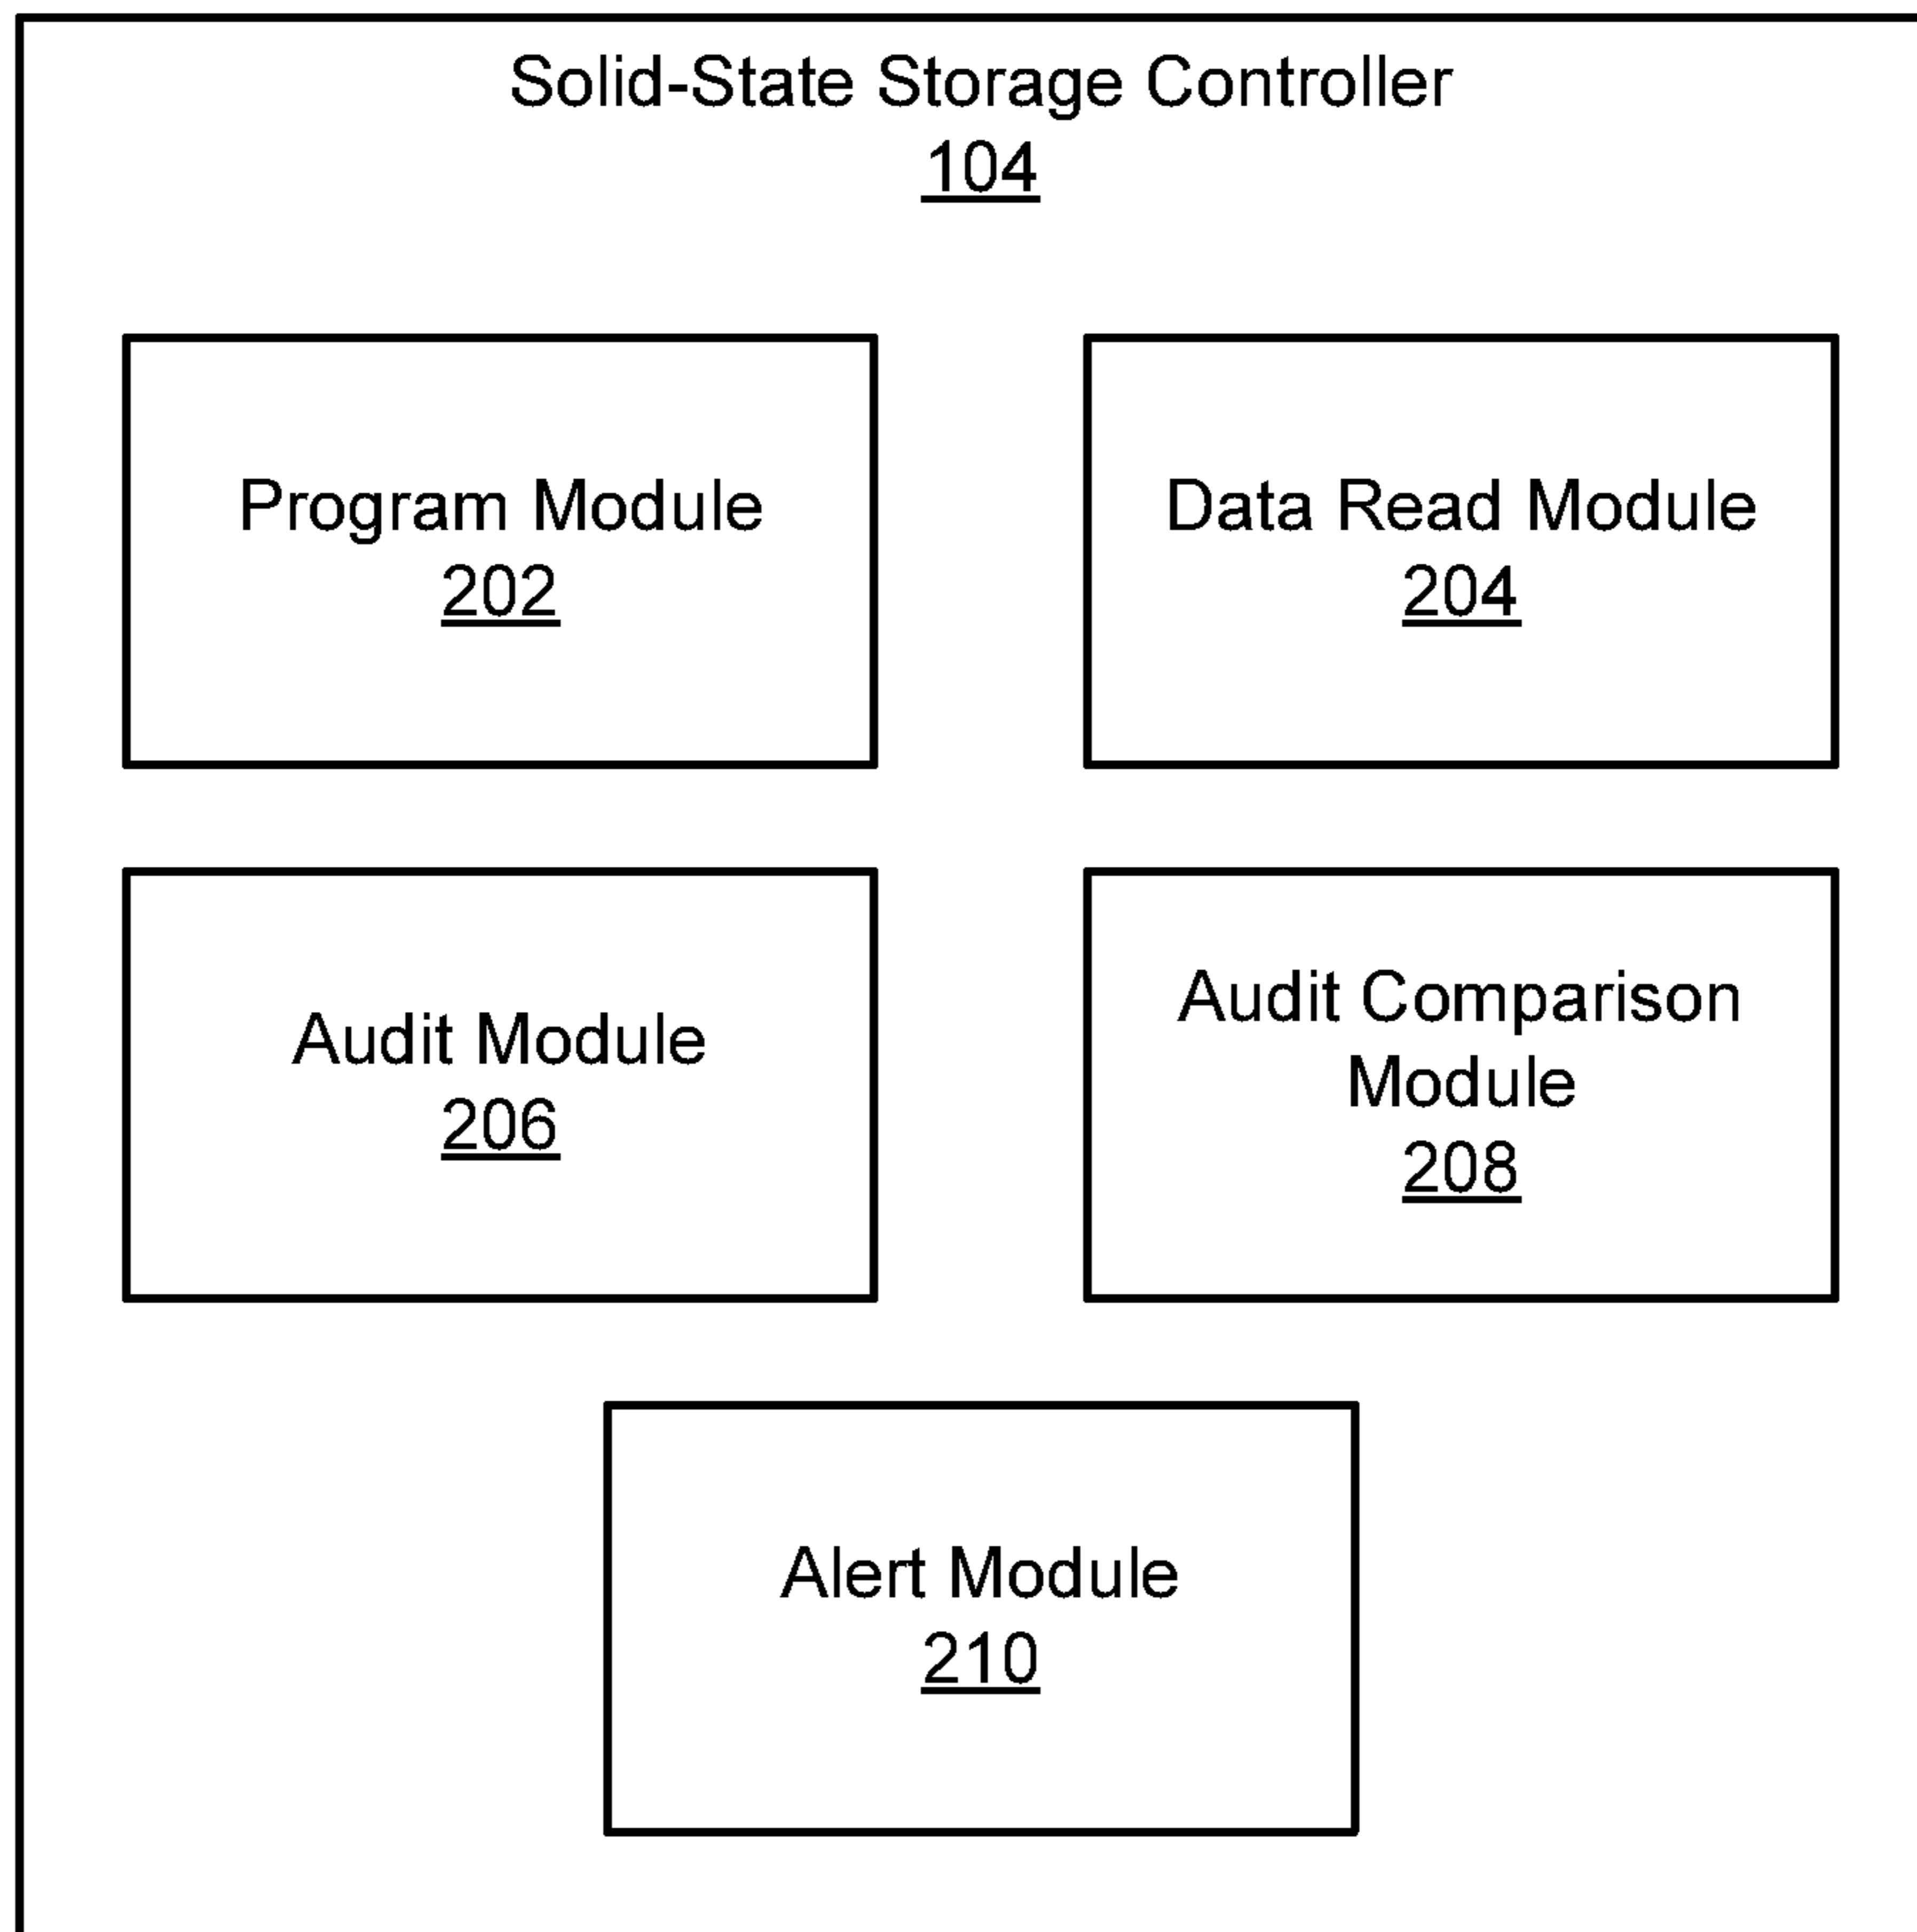 Solid-State Storage Controller
104
Program Module
202
Data Read Module
204
Audit Module
206
Audit Comparison
Module
208
Alert Module
210